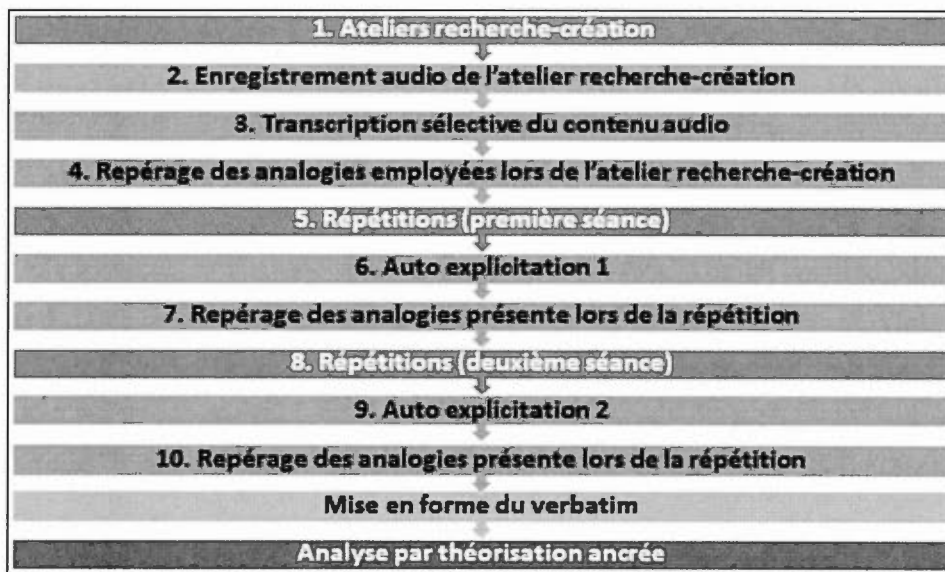 1. Ateliers recherche-création
2. Enregistrement audio de l'atelier recherche-création
3. Transcription sélective du contenu audio
4. Repérage des analogies employées lors de l'atelier recherche-création
5. Répétitions (première séance)
6. Auto explicitation 1
7. Repérage des analogies présente lors de la répétition
8. Répétitions (deuxième séance)
9. Auto explicitation 2
10. Repérage des analogies présente lors de la répétition
Mise en forme du verbatim
Analyse par théorisation ancrée